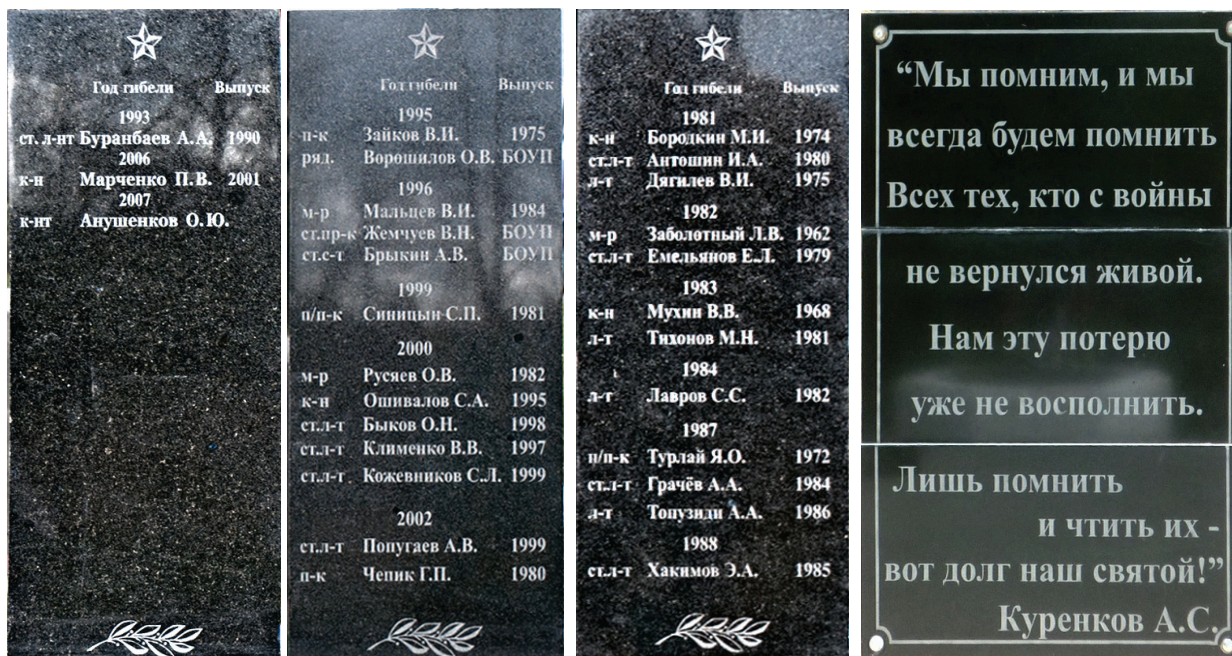 Год гибели Выпуск
1993
ст. л-нт Буранбаев А.А. 1990
2006
к-н Марченко П.В. 2001
2007
к-нт Анушенков О.Ю.
Год гибели Выпуск
1995
п-к Зайков В.И. 1975
ряд. Ворошилов О.В. БОУП
1996
м-р Мальцев В.И. 1984
ст.пр-к Жемчуев В.Н. БОУП
ст.с-т Брыкин А.В. БОУП
1999
п/п-к Синицын С.П. 1981
2000
м-р Русяев О.В. 1982
к-н Ошивалов С.А. 1995
ст.л-т Быков О.Н. 1998
ст.л-т Клименко В.В. 1997
ст.л-т Кожевников С.Л. 1999
2002
ст.л-т Попугаев А.В. 1999
п-к Чепик Г.П. 1980
Год гибели Выпуск
1981
к-н Бородкин М.И. 1974
ст.л-т Антошин И.А. 1980
л-т Дягилев В.И. 1975
1982
м-р Заболотный Л.В. 1962
ст.л-т Емельянов Е.Л. 1979
1983
к-н Мухин В.В. 1968
л-т Тихонов М.Н. 1981
1984
л-т Лавров С.С. 1982
1987
п/п-к Турлай Я.О. 1972
ст.л-т Грачёв А.А. 1984
л-т Топузиди А.А. 1986
1988
ст.л-т Хакимов Э.А. 1985
“Мы помним, и мы
всегда будем помнить
Всех тех, кто с войны
не вернулся живой.
Нам эту потерю
уже не восполнить.
Лишь помнить
и чтить их -
вот долг наш святой!”
Куренков А.С.